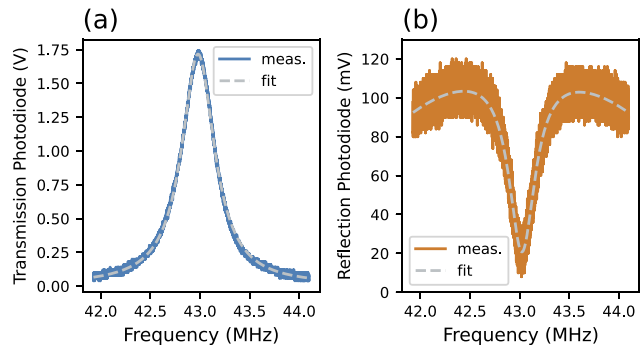 (a)
Transmission Photodiode (V)
1.75
1.50
1.25
1.00
0.75
0.50
0.25
0.00
meas.
fit
42.0 42.5 43.0 43.5 44.0
Frequency (MHz)
(b)
Reflection Photodiode (mV)
120
100
80
60
40
20
0
meas.
fit
42.0 42.5 43.0 43.5 44.0
Frequency (MHz)